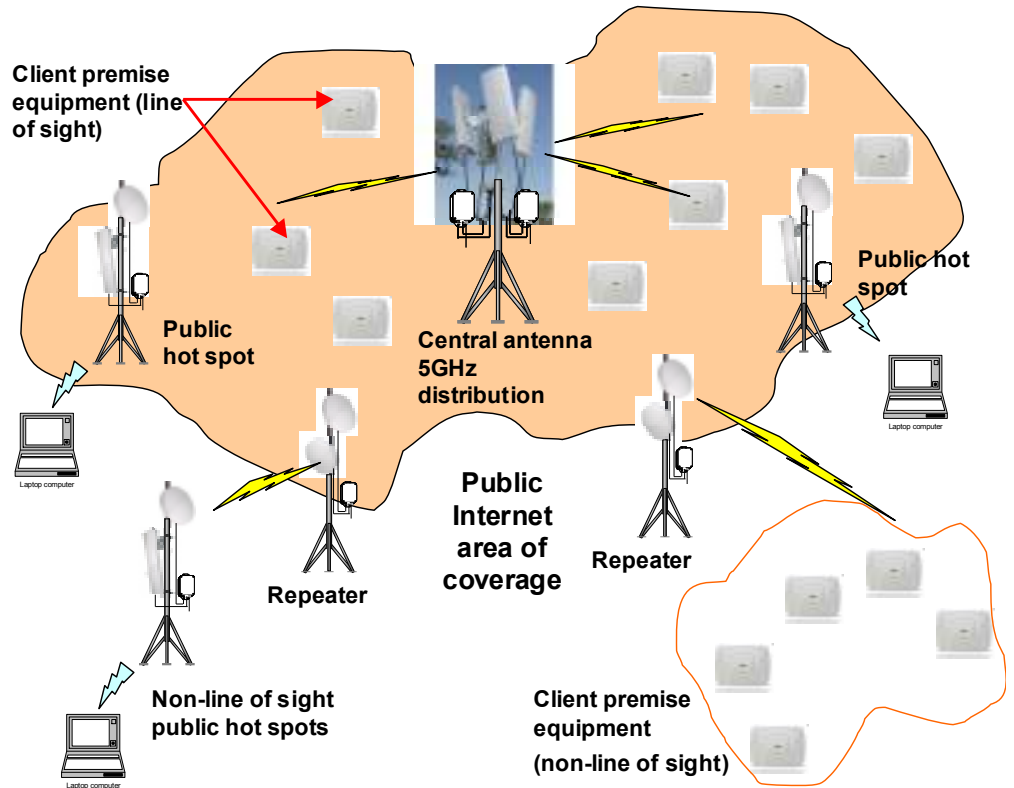 Client premise
equipment (line
of sight)
Public
hot spot
Central antenna
5GHz
distribution
Public hot
spot
Laptop computer
Laptop computer
Public
Internet
area of
coverage
Repeater
Repeater
Non-line of sight
public hot spots
Client premise
equipment
(non-line of sight)
Laptop computer